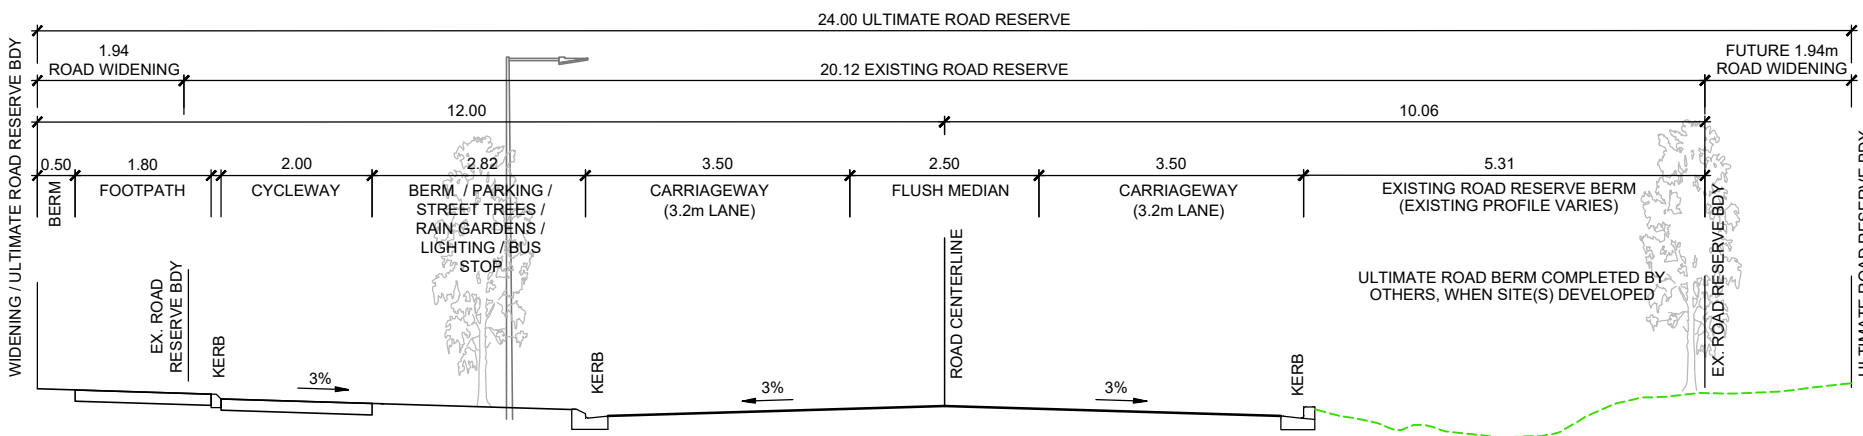 24.00 ULTIMATE ROAD RESERVE
1.94
ROAD WIDENING
20.12 EXISTING ROAD RESERVE
FUTURE 1.94m
ROAD WIDENING
12.00
10.06
0.50
1.80
2.00
2.82
3.50
2.50
3.50
5.31
WIDENING / ULTIMATE ROAD RESERVE BDY
BERM
FOOTPATH
CYCLEWAY
BERM / PARKING /
STREET TREES /
RAIN GARDENS /
LIGHTING / BUS
STOP
CARRIAGEWAY
(3.2m LANE)
FLUSH MEDIAN
CARRIAGEWAY
(3.2m LANE)
EXISTING ROAD RESERVE BERM
(EXISTING PROFILE VARIES)
EX. ROAD
RESERVE BDY
KERB
KERB
ROAD CENTERLINE
KERB
ULTIMATE ROAD BERM COMPLETED BY
OTHERS, WHEN SITE(S) DEVELOPED
EX. ROAD RESERVE BDY
ULTIMATE ROAD RESERVE BDY
3%
3%
3%